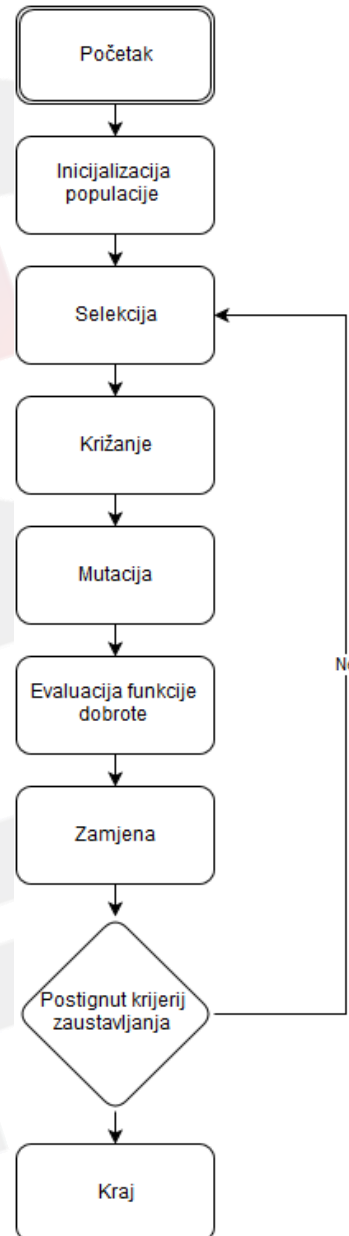 Početak
Inicijalizacija
populacije
Selekcija
Križanje
Mutacija
Evaluacija funkcije
dobrote
Zamjena
Postignut krijerij
zaustavljanja
Kraj